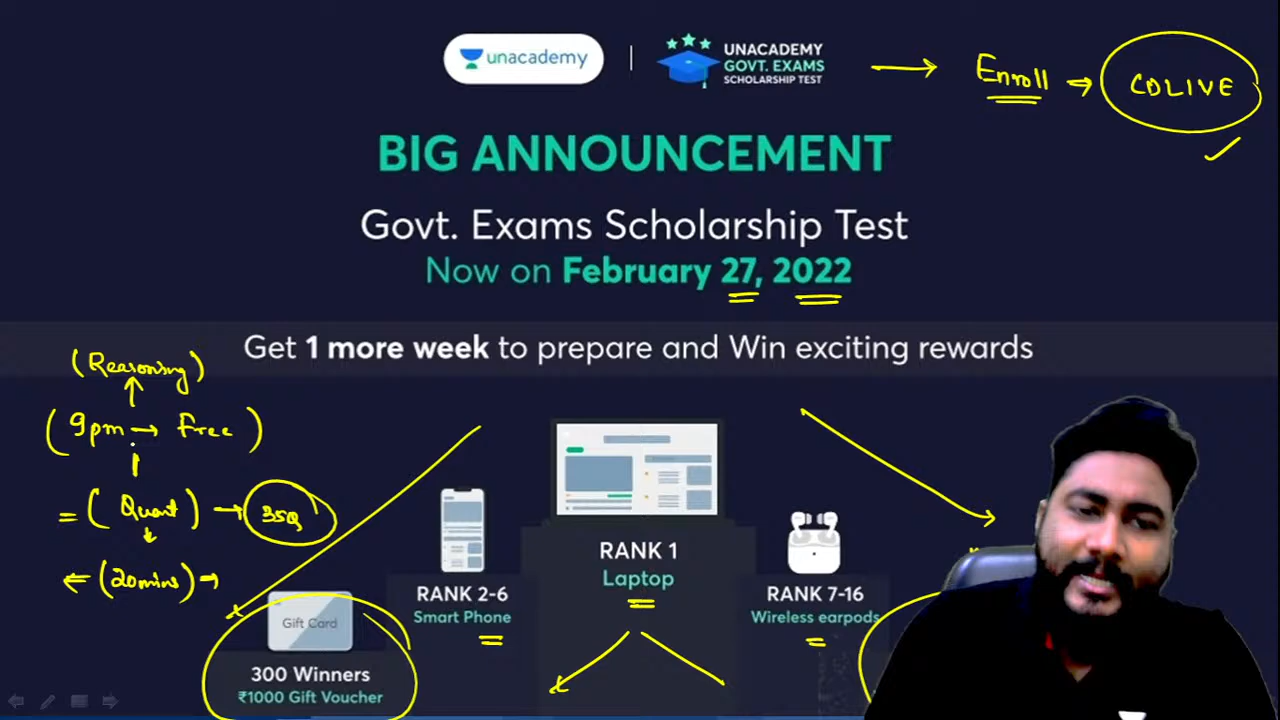 unacademy
UNACADEMY
GOVT. EXAMS
SCHOLARSHIP TEST
Enroll
CDLIVE
BIG ANNOUNCEMENT
Govt. Exams Scholarship Test
Now on February 27, 2022
Get 1 more week to prepare and Win exciting rewards
(Reasoning)
(9pm → Free)
= (Quant) → 35Q
(20mins)
RANK 1
Laptop
RANK 2-6
Smart Phone
RANK 7-16
Wireless earpods
Gift Card
300 Winners
₹1000 Gift Voucher